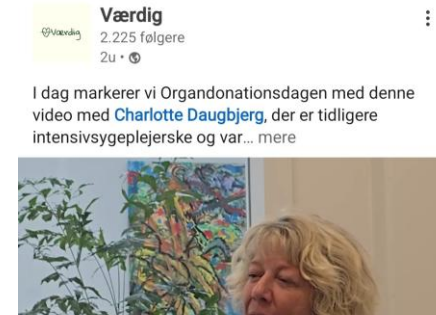 Værdig
Værdig
2.225 følgere
2u •
I dag markerer vi Organdonationsdagen med denne
video med Charlotte Daugbjerg, der er tidligere
intensivsygeplejerske og var... mere